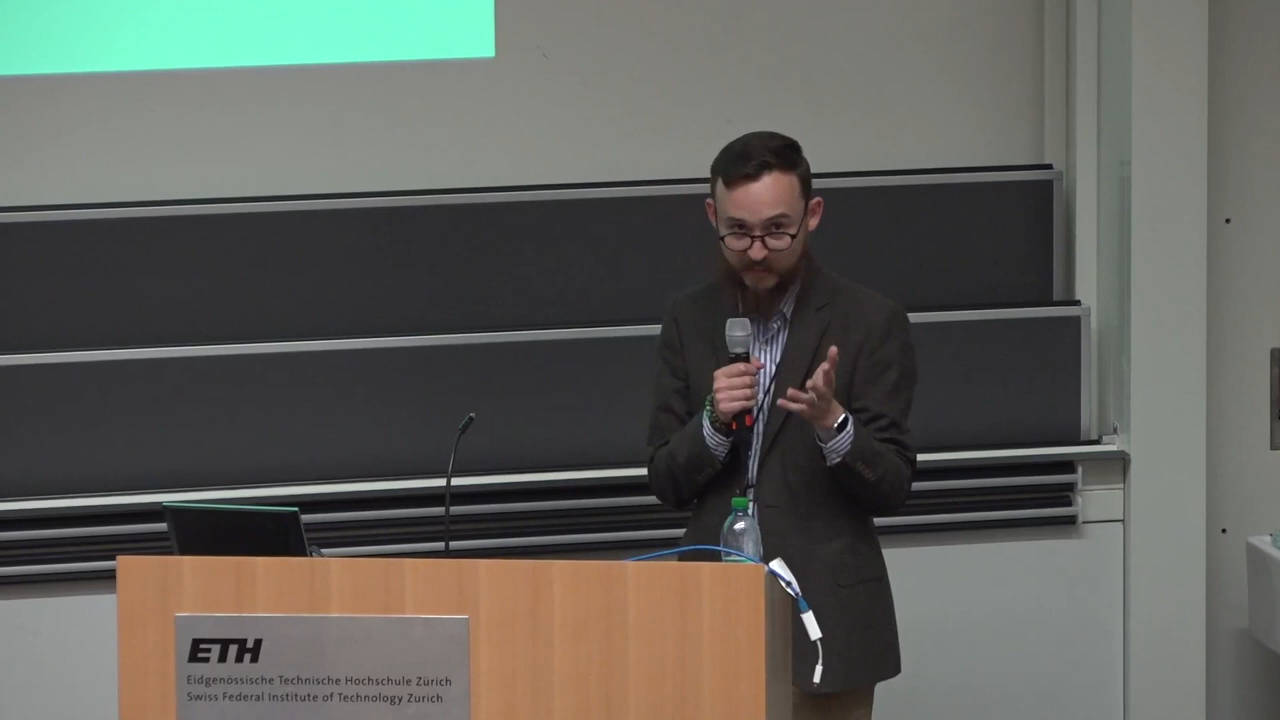 ETH
Eidgenössische Technische Hochschule Zürich
Swiss Federal Institute of Technology Zurich